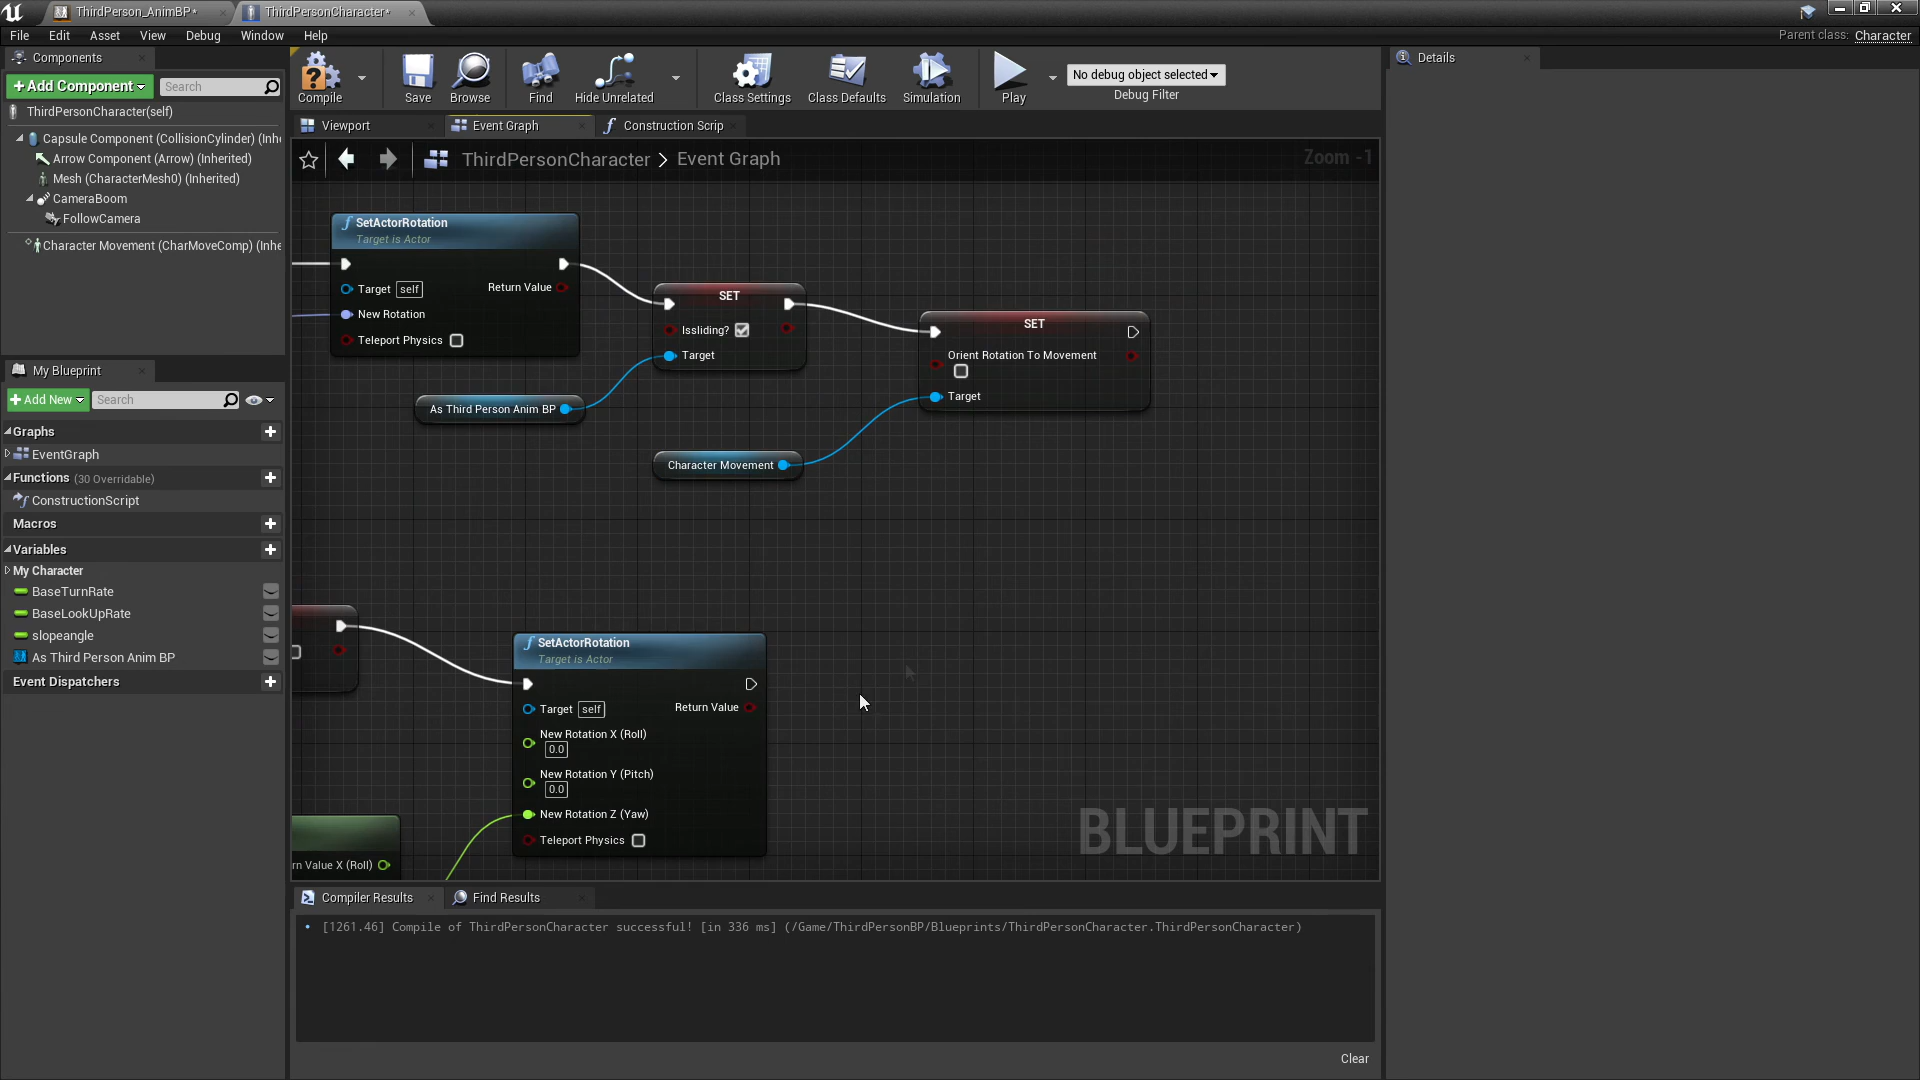 ThirdPerson_AnimBP*
ThirdPersonCharacter*
File Edit Asset View Debug Window Help
Parent class: Character
Components
+Add Component
Search
ThirdPersonCharacter(self)
Capsule Component (CollisionCylinder) (Inhe
Arrow Component (Arrow) (Inherited)
Mesh (CharacterMesh0) (Inherited)
CameraBoom
FollowCamera
Character Movement (CharMoveComp) (Inhe
My Blueprint
+Add New
Search
Graphs
EventGraph
Functions (30 Overridable)
ConstructionScript
Macros
Variables
My Character
BaseTurnRate
BaseLookUpRate
slopeangle
As Third Person Anim BP
Event Dispatchers
Compile
Save
Browse
Find
Hide Unrelated
Class Settings
Class Defaults
Simulation
Play
No debug object selected
Debug Filter
Viewport
Event Graph
Construction Scrip
ThirdPersonCharacter > Event Graph
Zoom -1
SetActorRotation
Target is Actor
Target self
Return Value
New Rotation
Teleport Physics
SET
Issliding?
Target
As Third Person Anim BP
SET
Orient Rotation To Movement
Target
Character Movement
SetActorRotation
Target is Actor
Target self
Return Value
New Rotation X (Roll)
0.0
New Rotation Y (Pitch)
0.0
New Rotation Z (Yaw)
Teleport Physics
rn Value X (Roll)
BLUEPRINT
Compiler Results
Find Results
[1261.46] Compile of ThirdPersonCharacter successful! [in 336 ms] (/Game/ThirdPersonBP/Blueprints/ThirdPersonCharacter.ThirdPersonCharacter)
Clear
Details